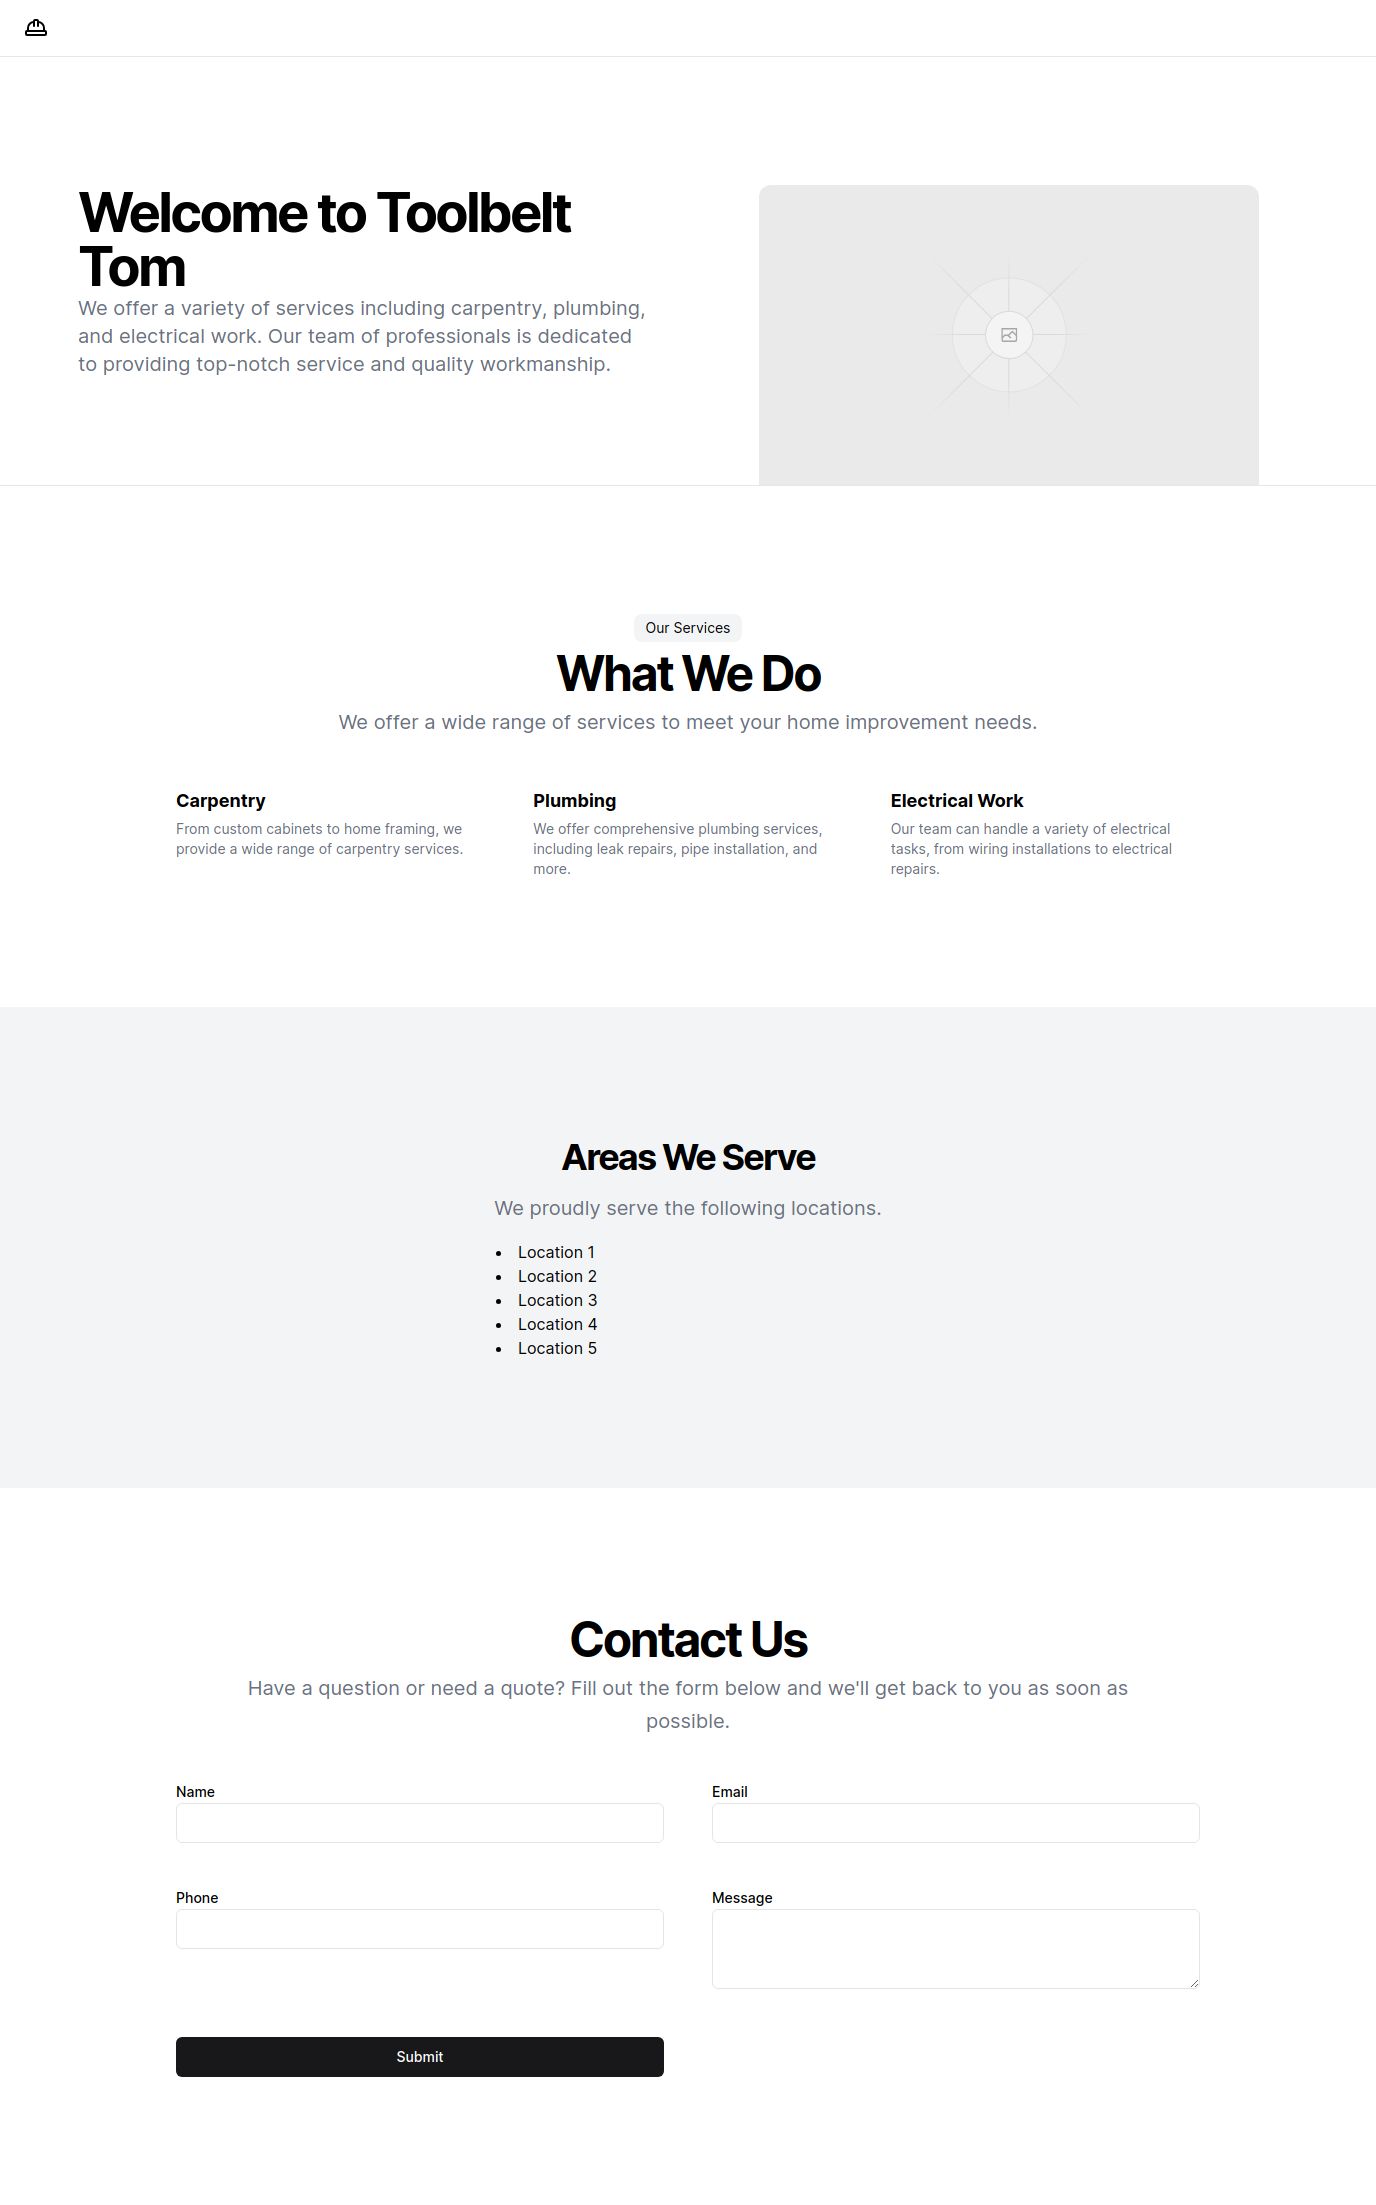 Welcome to Toolbelt
Tom
We offer a variety of services including carpentry, plumbing,
and electrical work. Our team of professionals is dedicated
to providing top-notch service and quality workmanship.
Our Services
What We Do
We offer a wide range of services to meet your home improvement needs.
Carpentry
From custom cabinets to home framing, we
provide a wide range of carpentry services.
Plumbing
We offer comprehensive plumbing services,
including leak repairs, pipe installation, and
more.
Electrical Work
Our team can handle a variety of electrical
tasks, from wiring installations to electrical
repairs.
Areas We Serve
We proudly serve the following locations.
• Location 1
• Location 2
• Location 3
• Location 4
• Location 5
Contact Us
Have a question or need a quote? Fill out the form below and we'll get back to you as soon as
possible.
Name
Email
Phone
Message
Submit